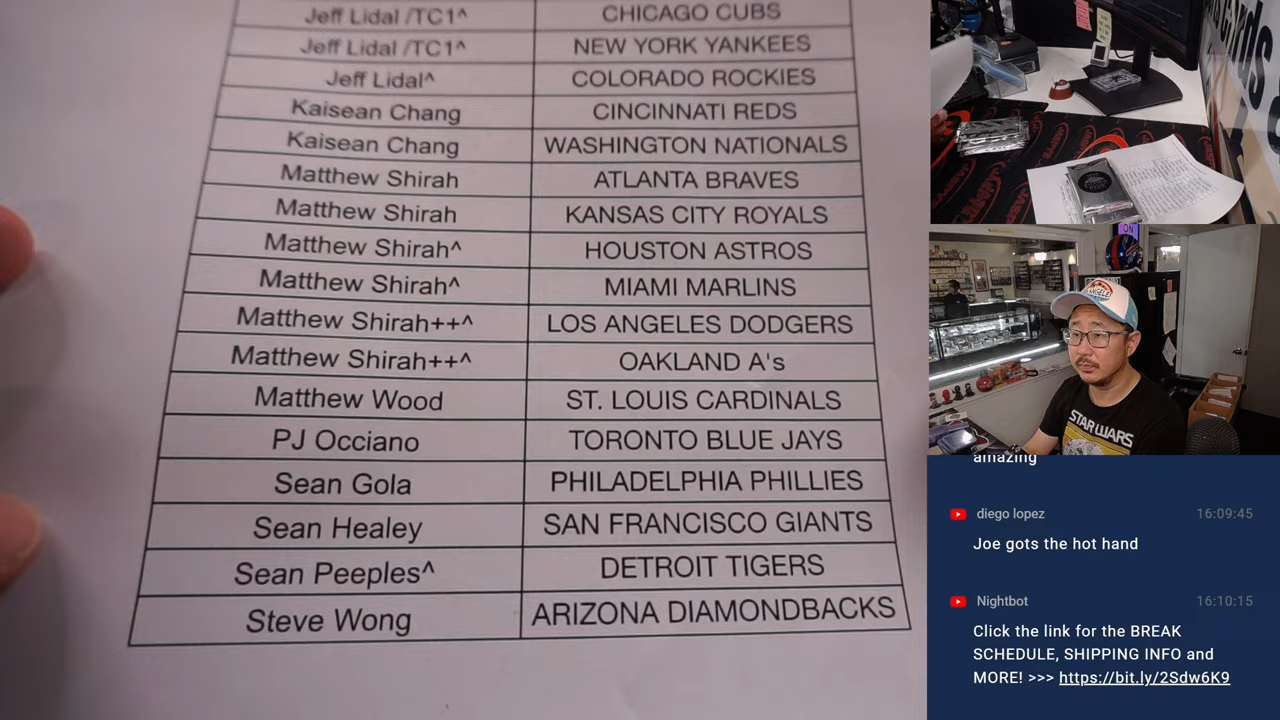 Jeff Lidal /TC1^ CHICAGO CUBS
Jeff Lidal /TC1^ NEW YORK YANKEES
Jeff Lidal^ COLORADO ROCKIES
Kaisean Chang CINCINNATI REDS
Kaisean Chang WASHINGTON NATIONALS
Matthew Shirah ATLANTA BRAVES
Matthew Shirah KANSAS CITY ROYALS
Matthew Shirah^ HOUSTON ASTROS
Matthew Shirah^ MIAMI MARLINS
Matthew Shirah++^ LOS ANGELES DODGERS
Matthew Shirah++^ OAKLAND A's
Matthew Wood ST. LOUIS CARDINALS
PJ Occiano TORONTO BLUE JAYS
Sean Gola PHILADELPHIA PHILLIES
Sean Healey SAN FRANCISCO GIANTS
Sean Peeples^ DETROIT TIGERS
Steve Wong ARIZONA DIAMONDBACKS
ON
STAR WARS
amazing
diego lopez 16:09:45
Joe gots the hot hand
Nightbot 16:10:15
Click the link for the BREAK
SCHEDULE, SHIPPING INFO and
MORE! >>> https://bit.ly/2Sdw6K9